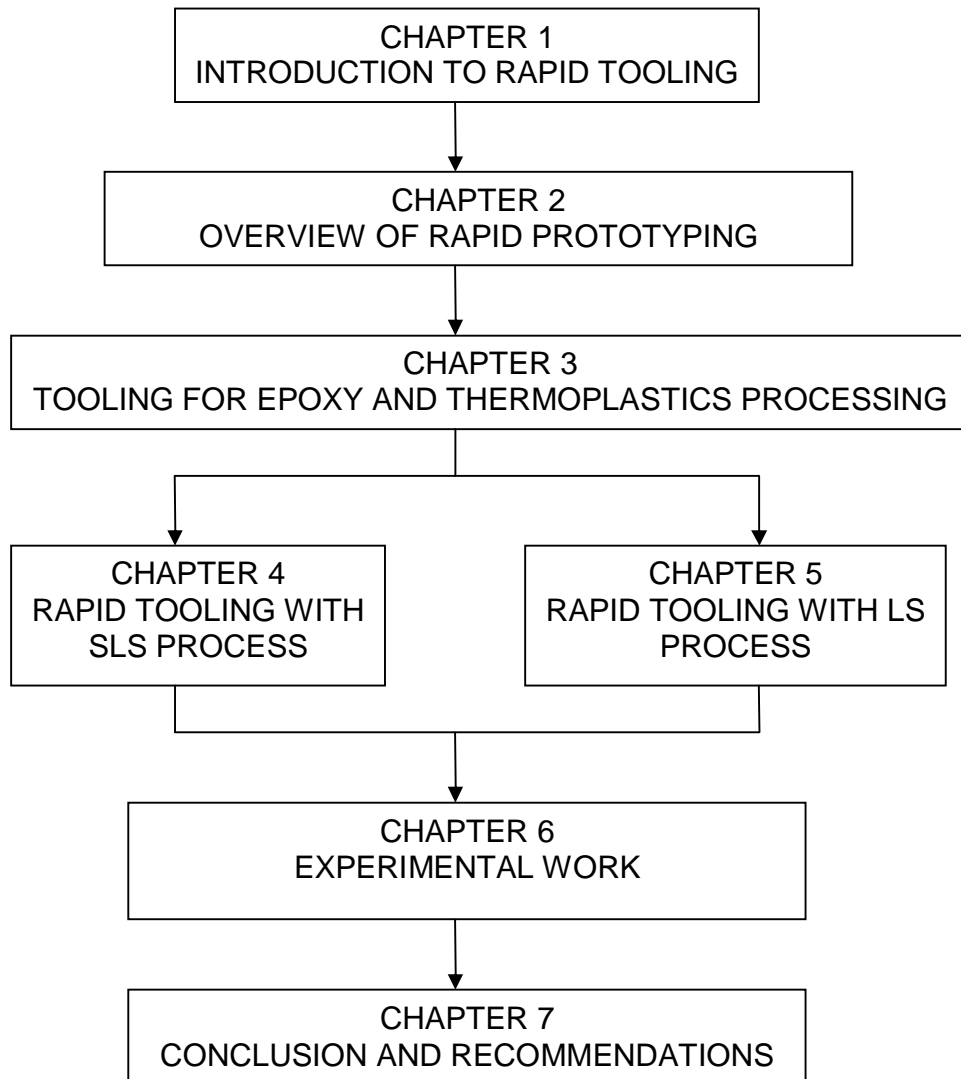 CHAPTER 1
INTRODUCTION TO RAPID TOOLING
CHAPTER 2
OVERVIEW OF RAPID PROTOTYPING
CHAPTER 3
TOOLING FOR EPOXY AND THERMOPLASTICS PROCESSING
CHAPTER 4
RAPID TOOLING WITH
SLS PROCESS
CHAPTER 5
RAPID TOOLING WITH LS
PROCESS
CHAPTER 6
EXPERIMENTAL WORK
CHAPTER 7
CONCLUSION AND RECOMMENDATIONS